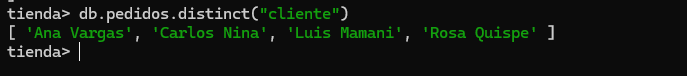 tienda> db.pedidos.distinct("cliente")
[ 'Ana Vargas', 'Carlos Nina', 'Luis Mamani', 'Rosa Quispe' ]
tienda>